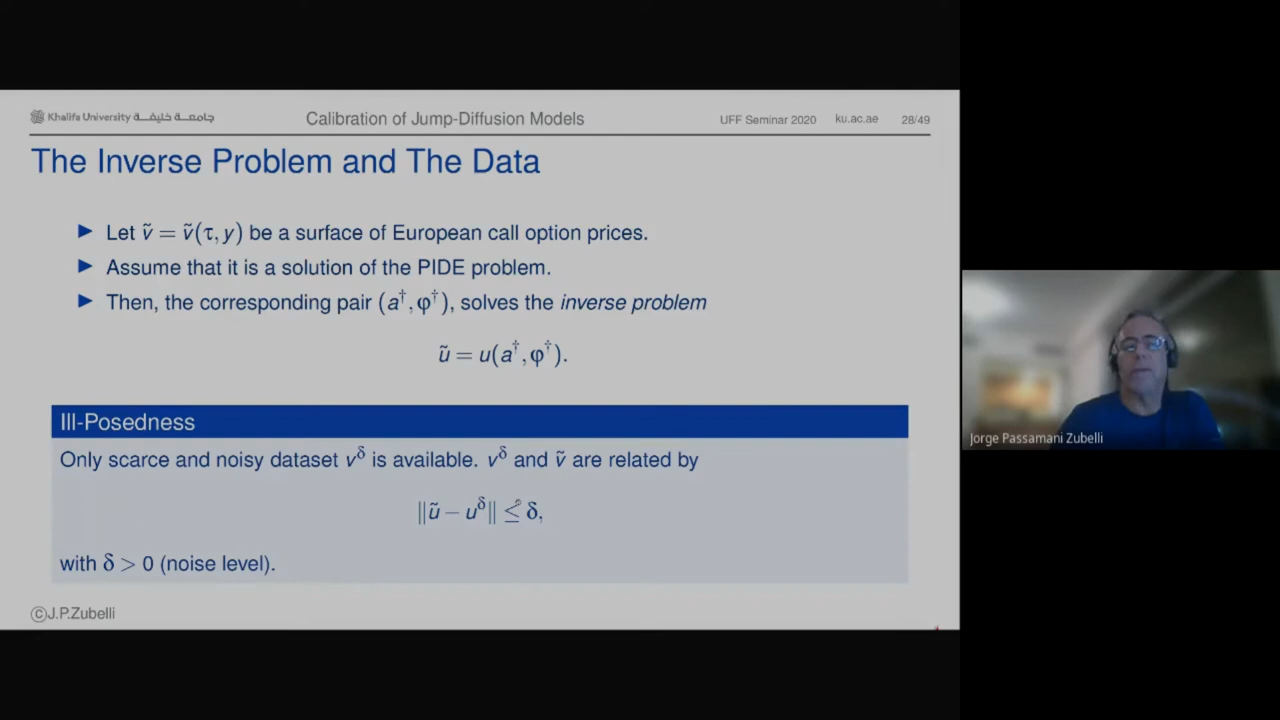 Khalifa University جامعة خليفة
Calibration of Jump-Diffusion Models
UFF Seminar 2020 ku.ac.ae 28/49
The Inverse Problem and The Data
► Let ṽ = ṽ(τ, y) be a surface of European call option prices.
► Assume that it is a solution of the PIDE problem.
► Then, the corresponding pair (a†, φ†), solves the inverse problem
ũ = u(a†, φ†).
Ill-Posedness
Only scarce and noisy dataset v^δ is available. v^δ and ṽ are related by
‖ũ − u^δ‖ ≤ δ,
with δ > 0 (noise level).
©J.P.Zubelli
Jorge Passamani Zubelli